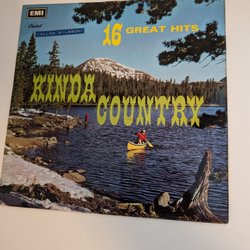 EMI
Capitol
16 GREAT HITS
KINDA
COUNTRY